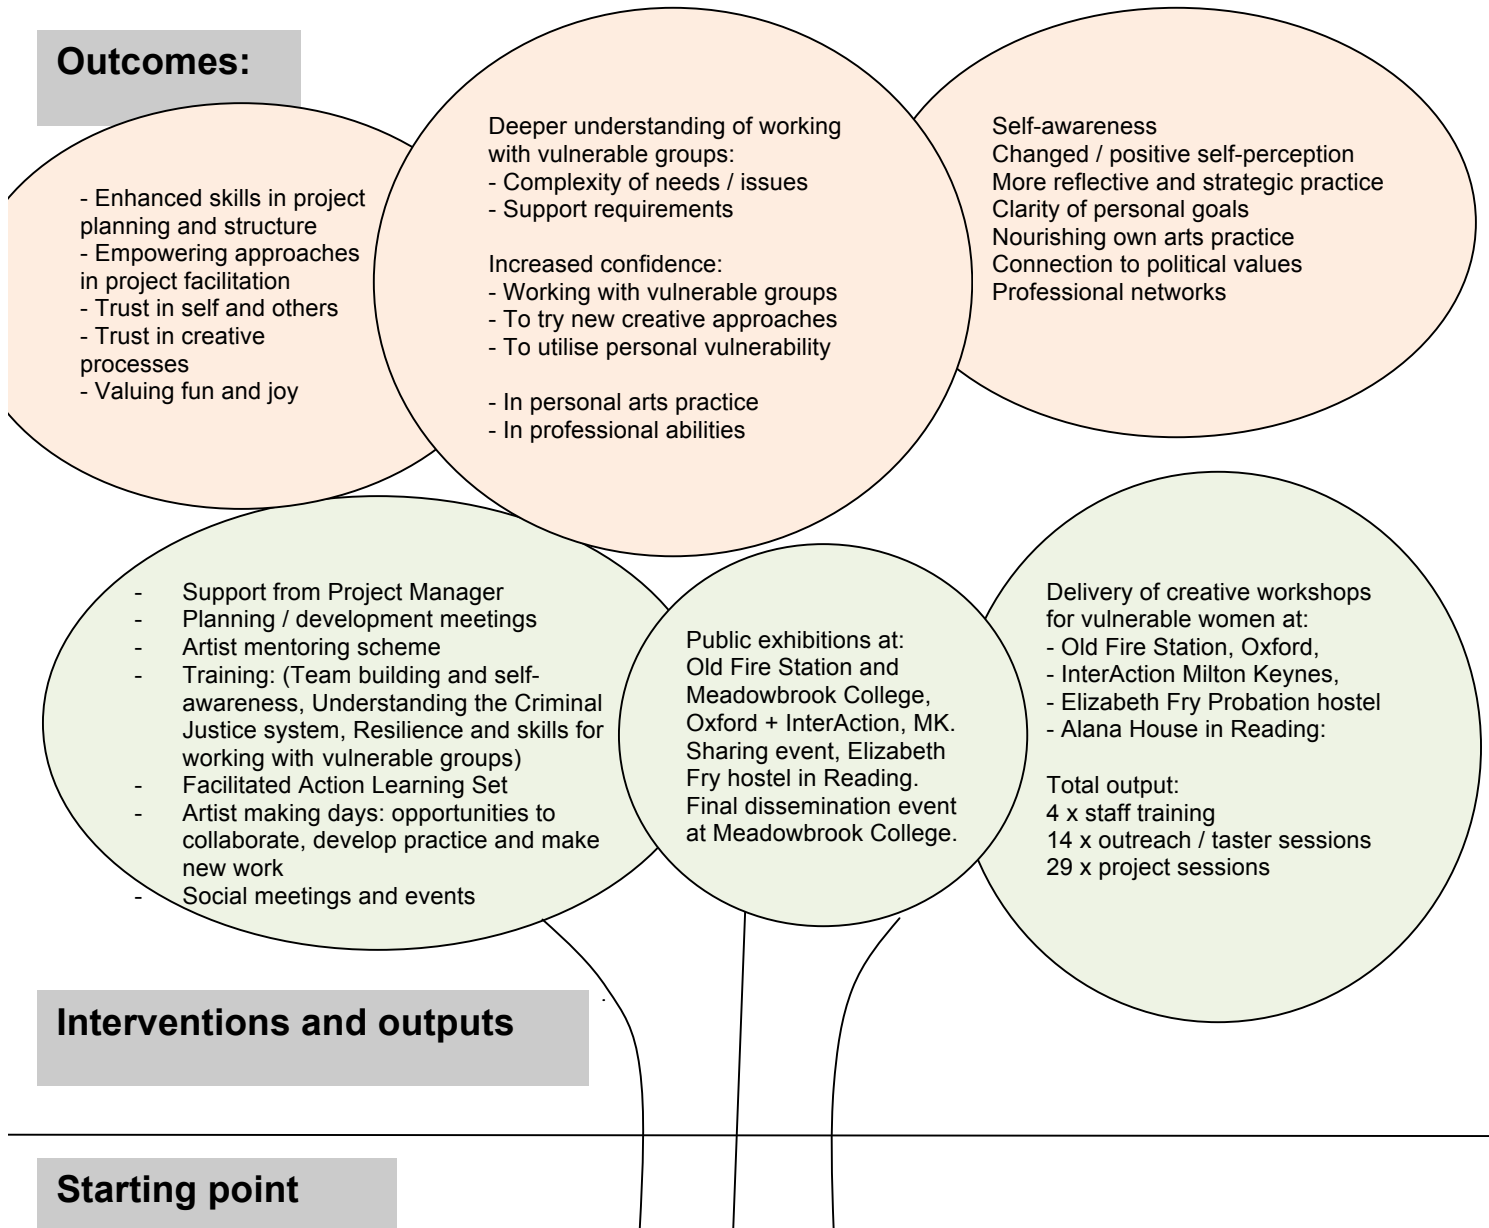 Outcomes:
- Enhanced skills in project
planning and structure
- Empowering approaches
in project facilitation
- Trust in self and others
- Trust in creative
processes
- Valuing fun and joy
Deeper understanding of working
with vulnerable groups:
- Complexity of needs / issues
- Support requirements
Increased confidence:
- Working with vulnerable groups
- To try new creative approaches
- To utilise personal vulnerability
- In personal arts practice
- In professional abilities
Self-awareness
Changed / positive self-perception
More reflective and strategic practice
Clarity of personal goals
Nourishing own arts practice
Connection to political values
Professional networks
- Support from Project Manager
- Planning / development meetings
- Artist mentoring scheme
- Training: (Team building and self-
awareness, Understanding the Criminal
Justice system, Resilience and skills for
working with vulnerable groups)
- Facilitated Action Learning Set
- Artist making days: opportunities to
collaborate, develop practice and make
new work
- Social meetings and events
Public exhibitions at:
Old Fire Station and
Meadowbrook College,
Oxford + InterAction, MK.
Sharing event, Elizabeth
Fry hostel in Reading.
Final dissemination event
at Meadowbrook College.
Delivery of creative workshops
for vulnerable women at:
- Old Fire Station, Oxford,
- InterAction Milton Keynes,
- Elizabeth Fry Probation hostel
- Alana House in Reading:
Total output:
4 x staff training
14 x outreach / taster sessions
29 x project sessions
Interventions and outputs
Starting point